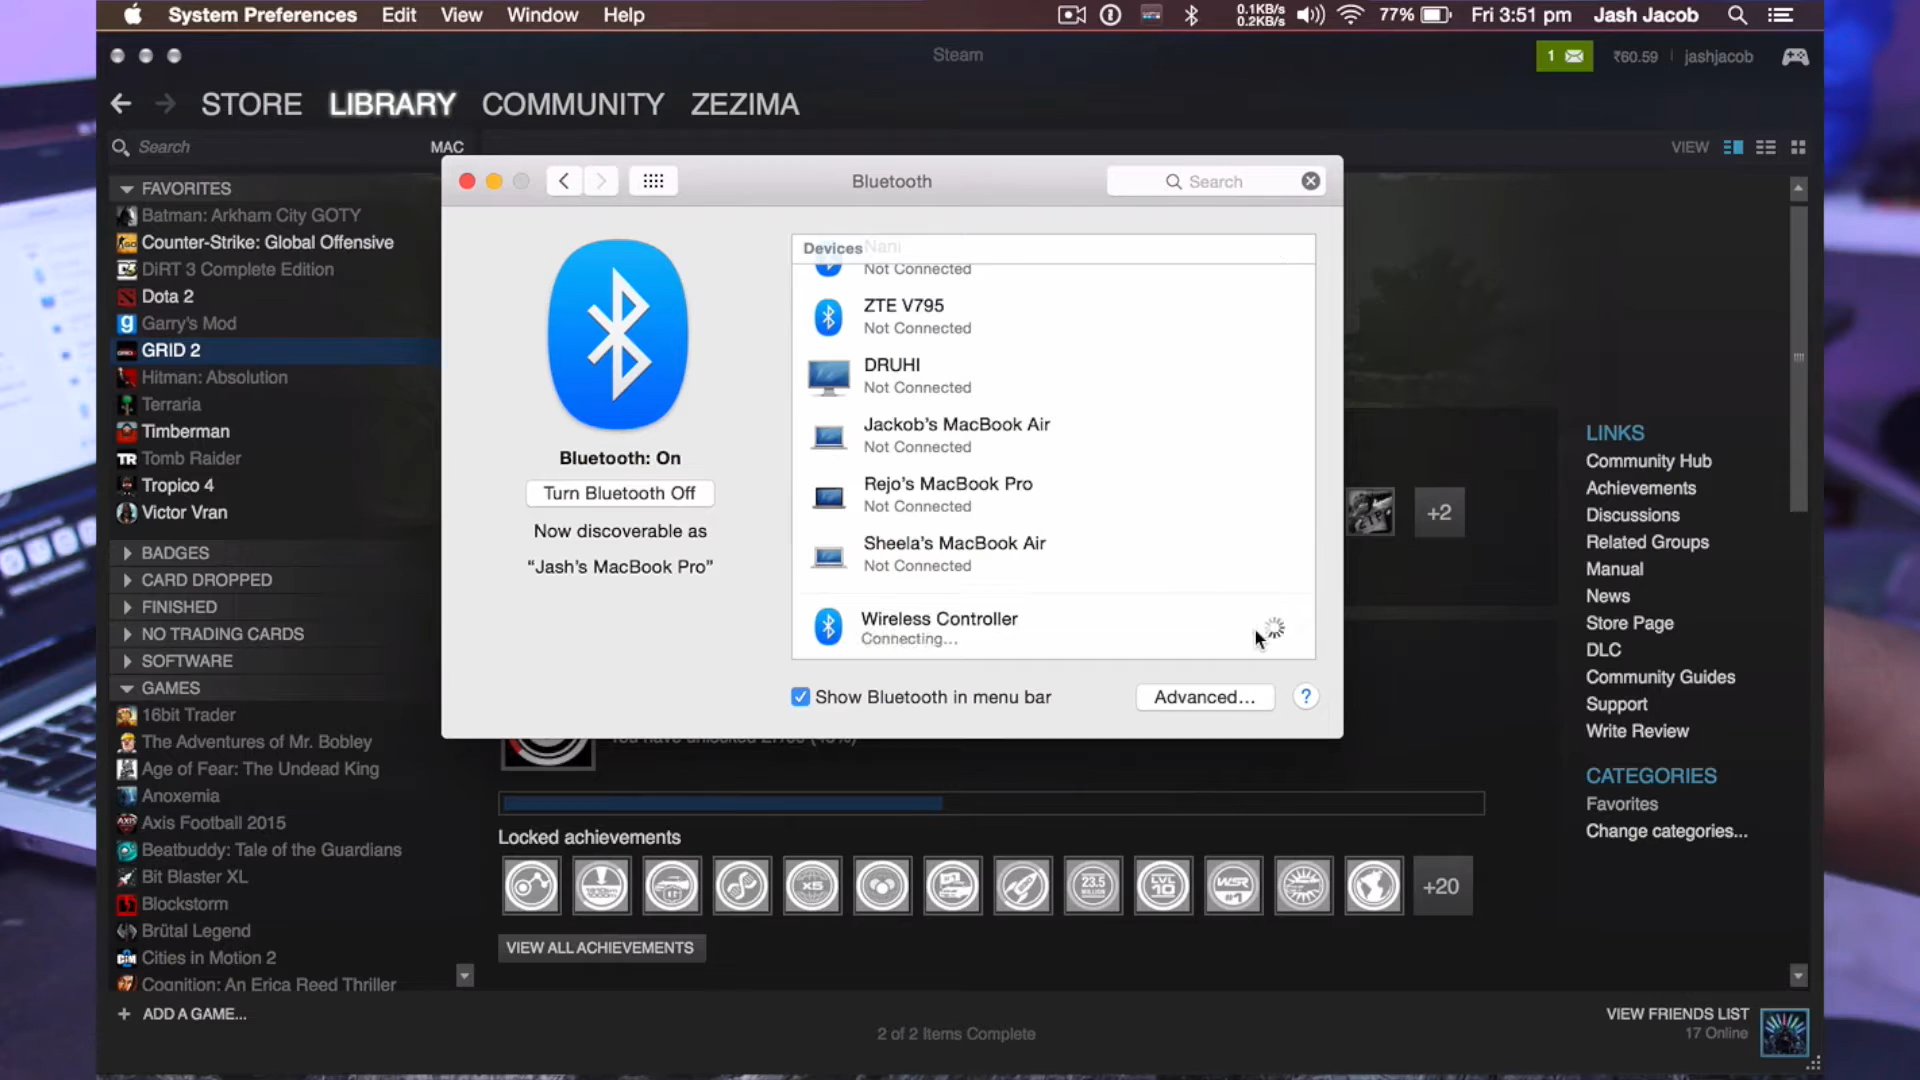 System Preferences Edit View Window Help
0.1KB/s
0.2KB/s
77% Fri 3:51 pm Jash Jacob
Steam
1 ₹60.59 jashjacob
STORE LIBRARY COMMUNITY ZEZIMA
Search MAC
VIEW
FAVORITES
Batman: Arkham City GOTY
Counter-Strike: Global Offensive
DiRT 3 Complete Edition
Dota 2
Garry's Mod
GRID 2
Hitman: Absolution
Terraria
Timberman
Tomb Raider
Tropico 4
Victor Vran
BADGES
CARD DROPPED
FINISHED
NO TRADING CARDS
SOFTWARE
GAMES
16bit Trader
The Adventures of Mr. Bobley
Age of Fear: The Undead King
Anoxemia
Axis Football 2015
Beatbuddy: Tale of the Guardians
Bit Blaster XL
Blockstorm
Brütal Legend
Cities in Motion 2
Cognition: An Erica Reed Thriller
+ ADD A GAME...
Bluetooth
Search
Bluetooth: On
Turn Bluetooth Off
Now discoverable as
“Jash’s MacBook Pro”
Devices
Nani
Not Connected
ZTE V795
Not Connected
DRUHI
Not Connected
Jackob’s MacBook Air
Not Connected
Rejo’s MacBook Pro
Not Connected
Sheela’s MacBook Air
Not Connected
Wireless Controller
Connecting...
Show Bluetooth in menu bar
Advanced...
?
+2
LINKS
Community Hub
Achievements
Discussions
Related Groups
Manual
News
Store Page
DLC
Community Guides
Support
Write Review
CATEGORIES
Favorites
Change categories...
Locked achievements
X5
23.5
MILLION
LVL
10
WSR
#1
+20
VIEW ALL ACHIEVEMENTS
2 of 2 Items Complete
VIEW FRIENDS LIST
17 Online